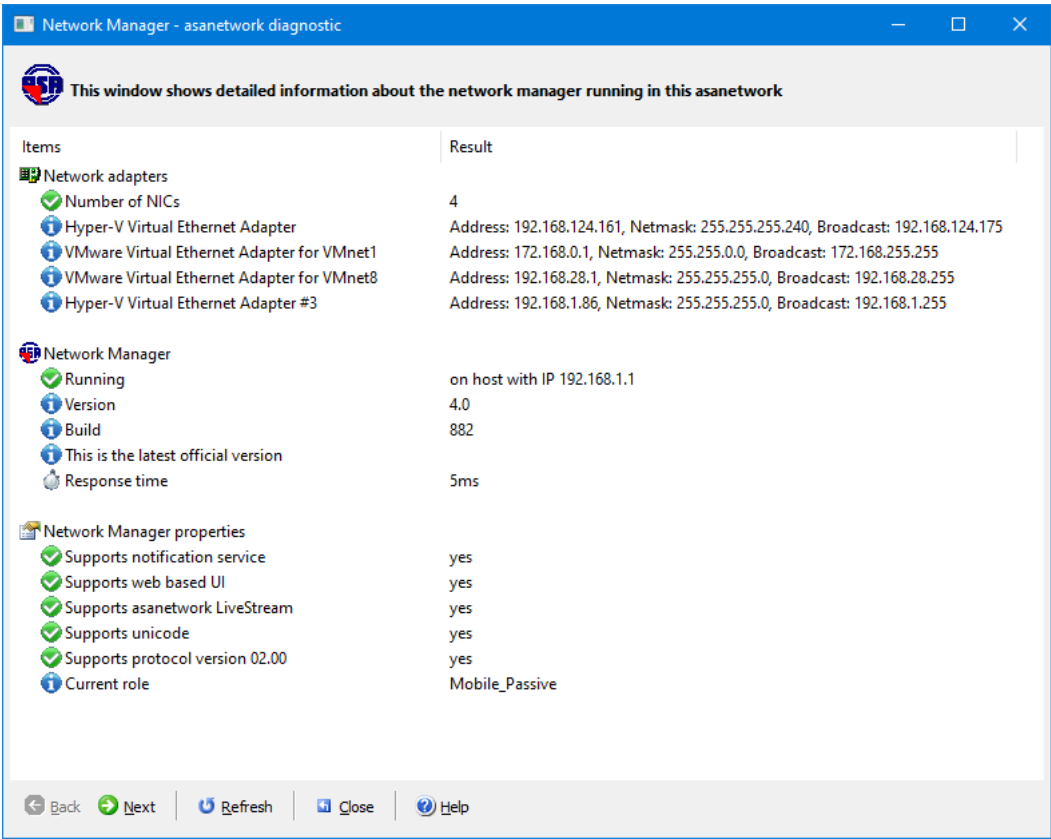 Network Manager - asanetwork diagnostic
ASA This window shows detailed information about the network manager running in this asanetwork
Items Result
Network adapters
Number of NICs 4
Hyper-V Virtual Ethernet Adapter Address: 192.168.124.161, Netmask: 255.255.255.240, Broadcast: 192.168.124.175
VMware Virtual Ethernet Adapter for VMnet1 Address: 172.168.0.1, Netmask: 255.255.0.0, Broadcast: 172.168.255.255
VMware Virtual Ethernet Adapter for VMnet8 Address: 192.168.28.1, Netmask: 255.255.255.0, Broadcast: 192.168.28.255
Hyper-V Virtual Ethernet Adapter #3 Address: 192.168.1.86, Netmask: 255.255.255.0, Broadcast: 192.168.1.255
ASA Network Manager
Running on host with IP 192.168.1.1
Version 4.0
Build 882
This is the latest official version
Response time 5ms
Network Manager properties
Supports notification service yes
Supports web based UI yes
Supports asanetwork LiveStream yes
Supports unicode yes
Supports protocol version 02.00 yes
Current role Mobile_Passive
Back Next Refresh Close Help